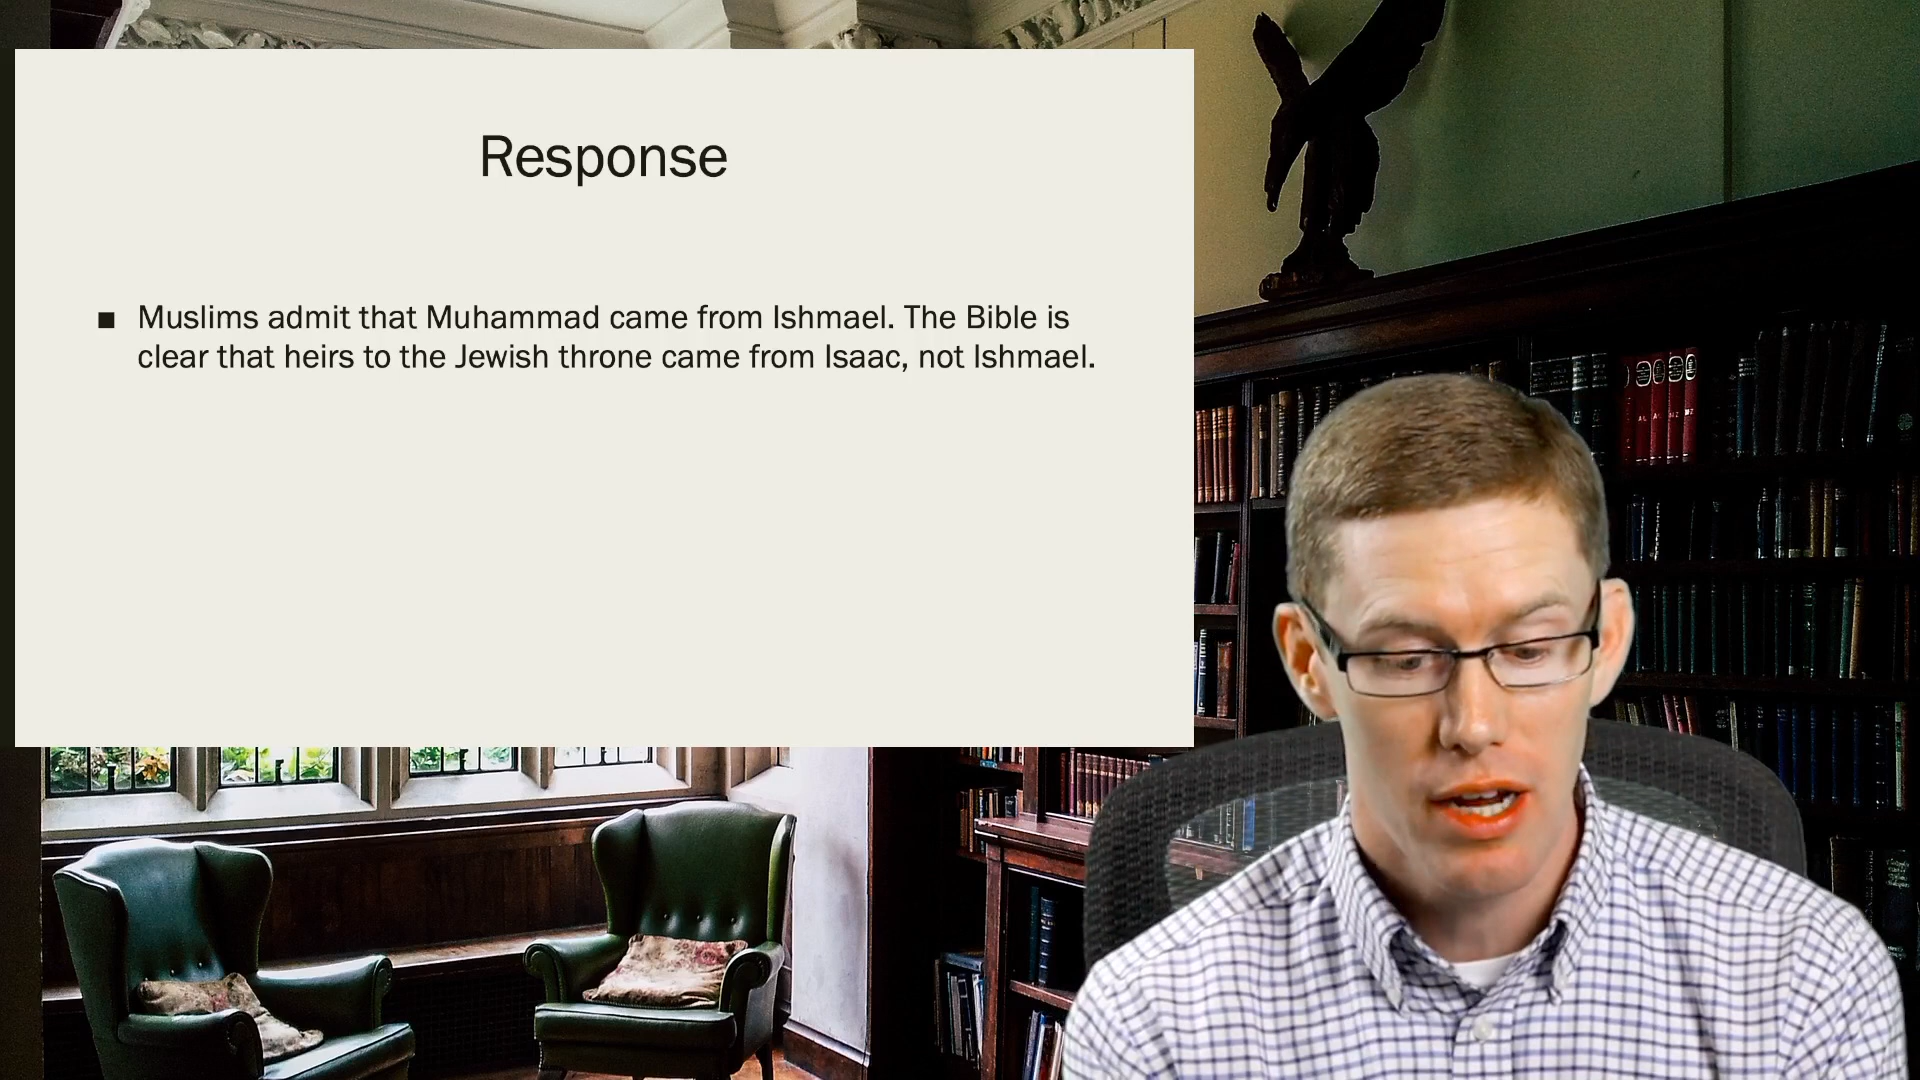 Response
■ Muslims admit that Muhammad came from Ishmael. The Bible is
clear that heirs to the Jewish throne came from Isaac, not Ishmael.